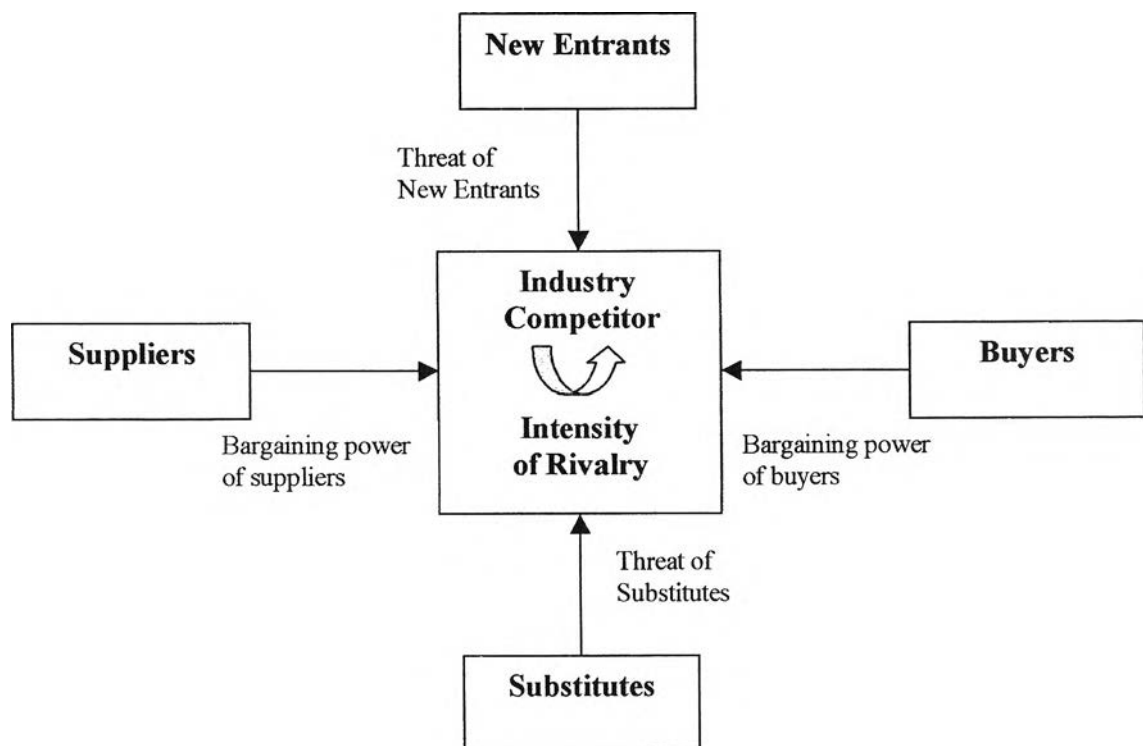 New Entrants
Threat of
New Entrants
Industry
Competitor
Suppliers
Buyers
Intensity
of Rivalry
Bargaining power
of suppliers
Bargaining power
of buyers
Threat of
Substitutes
Substitutes